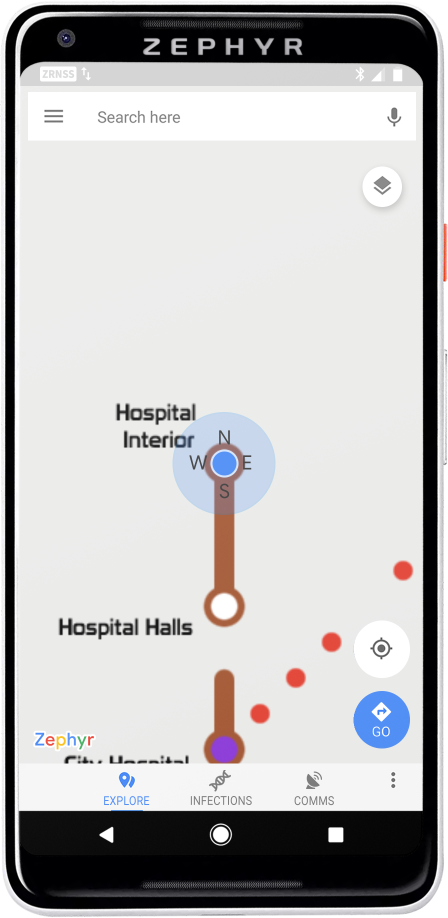 ZEPHYR
ZRNSS
Search here
Hospital
Interior
N
W E
S
Hospital Halls
GO
Zephyr
City Hospital
EXPLORE
INFECTIONS
COMMS